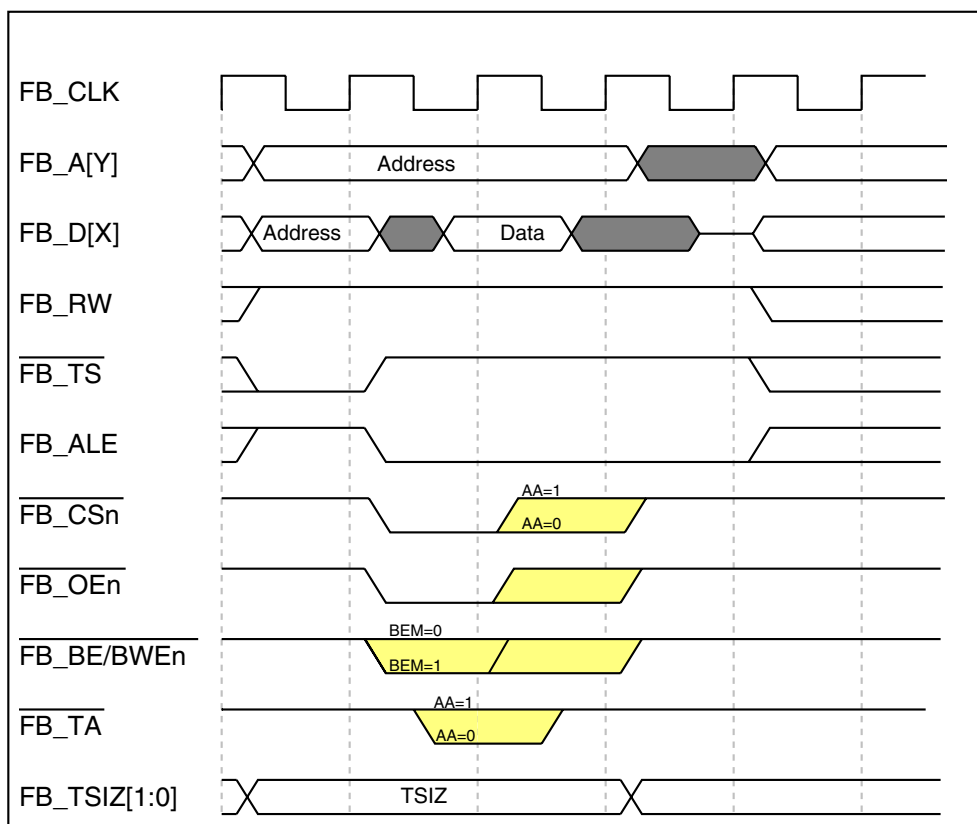 FB_CLK
FB_A[Y]
Address
FB_D[X]
Address
Data
FB_RW
FB_TS
FB_ALE
FB_CSn
AA=1
AA=0
FB_OEn
FB_BE/BWEn
BEM=0
BEM=1
FB_TA
AA=1
AA=0
FB_TSIZ[1:0]
TSIZ